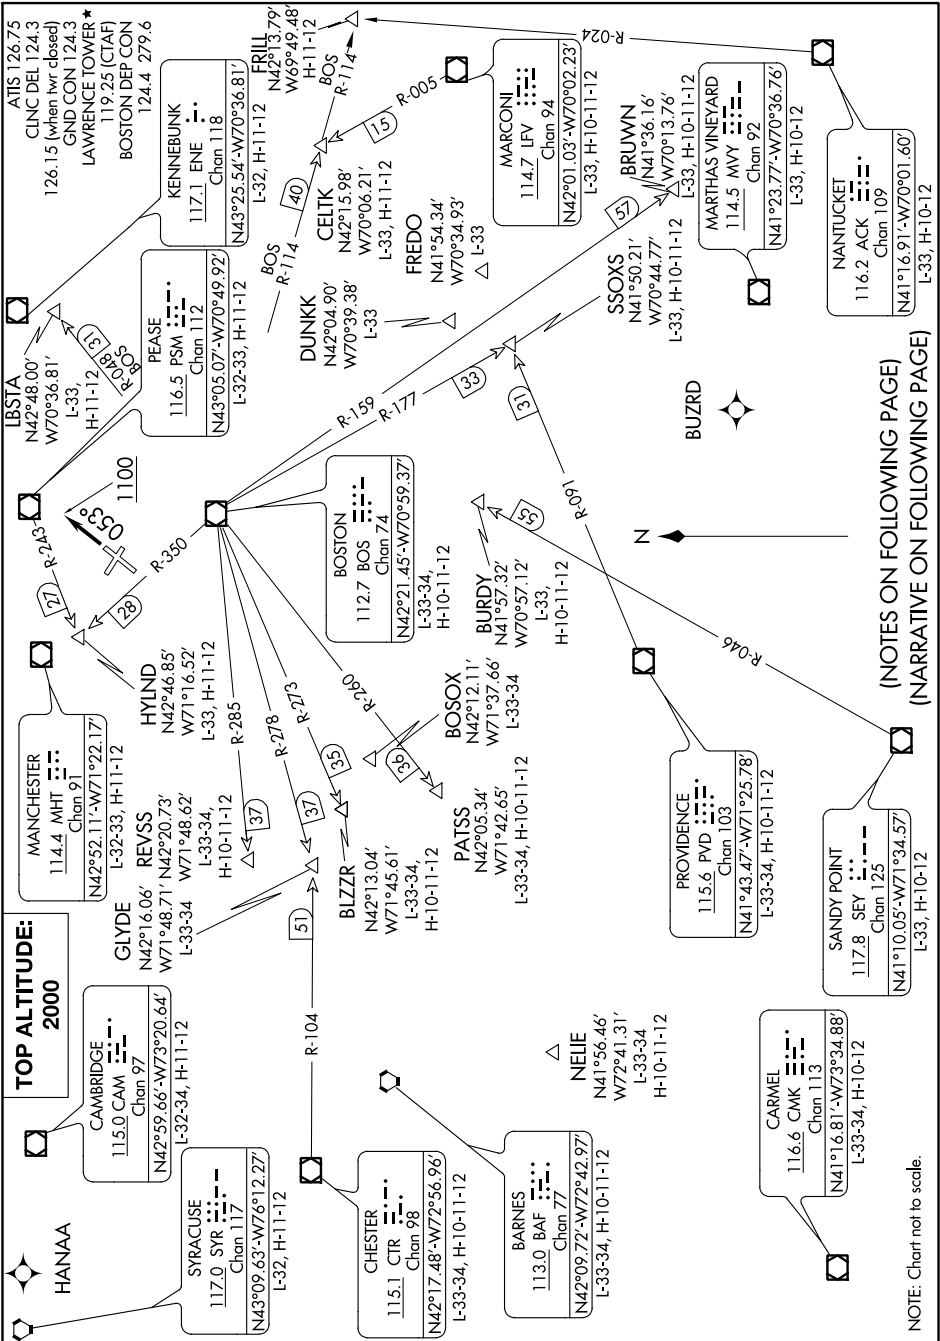 ATIS 126.75
CLNC DEL 124.3
126.15 (when twr closed)
GND CON 124.3
LAWRENCE TOWER★
119.25 (CTAF)
BOSTON DEP CON
124.4 279.6
TOP ALTITUDE:
2000
HANAA
SYRACUSE
117.0 SYR
Chan 117
N43°09.63′-W76°12.27′
L-32, H-11-12
CAMBRIDGE
115.0 CAM
Chan 97
N42°59.66′-W73°20.64′
L-32-34, H-11-12
MANCHESTER
114.4 MHT
Chan 91
N42°52.11′-W71°22.17′
L-32-33, H-11-12
R-243
27
053°
1100
R-350
28
HYLND
N42°46.85′
W71°16.52′
L-33, H-11-12
LBSTA
N42°48.00′
W70°36.81′
L-33,
H-11-12
R-048
31
BOS
PEASE
116.5 PSM
Chan 112
N43°05.07′-W70°49.92′
L-32-33, H-11-12
KENNEBUNK
117.1 ENE
Chan 118
N43°25.54′-W70°36.81′
L-32, H-11-12
FRILL
N42°13.79′
W69°49.48′
H-11-12
BOS
R-114
40
BOS
R-114
CELTK
N42°15.98′
W70°06.21′
L-33, H-11-12
R-005
15
R-024
MARCONI
114.7 LFV
Chan 94
N42°01.03′-W70°02.23′
L-33, H-10-11-12
DUNKK
N42°04.90′
W70°39.38′
L-33
FREDO
N41°54.34′
W70°34.93′
L-33
BRUWN
N41°36.16′
W70°13.76′
L-33, H-10-11-12
R-159
57
R-177
33
SSOXS
N41°50.21′
W70°44.77′
L-33, H-10-11-12
MARTHAS VINEYARD
114.5 MVY
Chan 92
N41°23.77′-W70°36.76′
L-33, H-10-12
NANTUCKET
116.2 ACK
Chan 109
N41°16.91′-W70°01.60′
L-33, H-10-12
BOSTON
112.7 BOS
Chan 74
N42°21.45′-W70°59.37′
L-33-34,
H-10-11-12
R-285
37
R-278
37
R-273
35
R-260
36
REVSS
N42°20.73′
W71°48.62′
L-33-34,
H-10-11-12
GLYDE
N42°16.06′
W71°48.71′
L-33-34
BLZZR
N42°13.04′
W71°45.61′
L-33-34,
H-10-11-12
BOSOX
N42°12.11′
W71°37.66′
L-33-34
PATSS
N42°05.34′
W71°42.65′
L-33-34, H-10-11-12
BURDY
N41°57.32′
W70°57.12′
L-33,
H-10-11-12
55
R-046
31
R-091
N
BUZRD
R-104
51
CHESTER
115.1 CTR
Chan 98
N42°17.48′-W72°56.96′
L-33-34, H-10-11-12
BARNES
113.0 BAF
Chan 77
N42°09.72′-W72°42.97′
L-33-34, H-10-11-12
NELIE
N41°56.46′
W72°41.31′
L-33-34
H-10-11-12
PROVIDENCE
115.6 PVD
Chan 103
N41°43.47′-W71°25.78′
L-33-34, H-10-11-12
CARMEL
116.6 CMK
Chan 113
N41°16.81′-W73°34.88′
L-33-34, H-10-12
SANDY POINT
117.8 SEY
Chan 125
N41°10.05′-W71°34.57′
L-33, H-10-12
(NOTES ON FOLLOWING PAGE)
(NARRATIVE ON FOLLOWING PAGE)
NOTE: Chart not to scale.